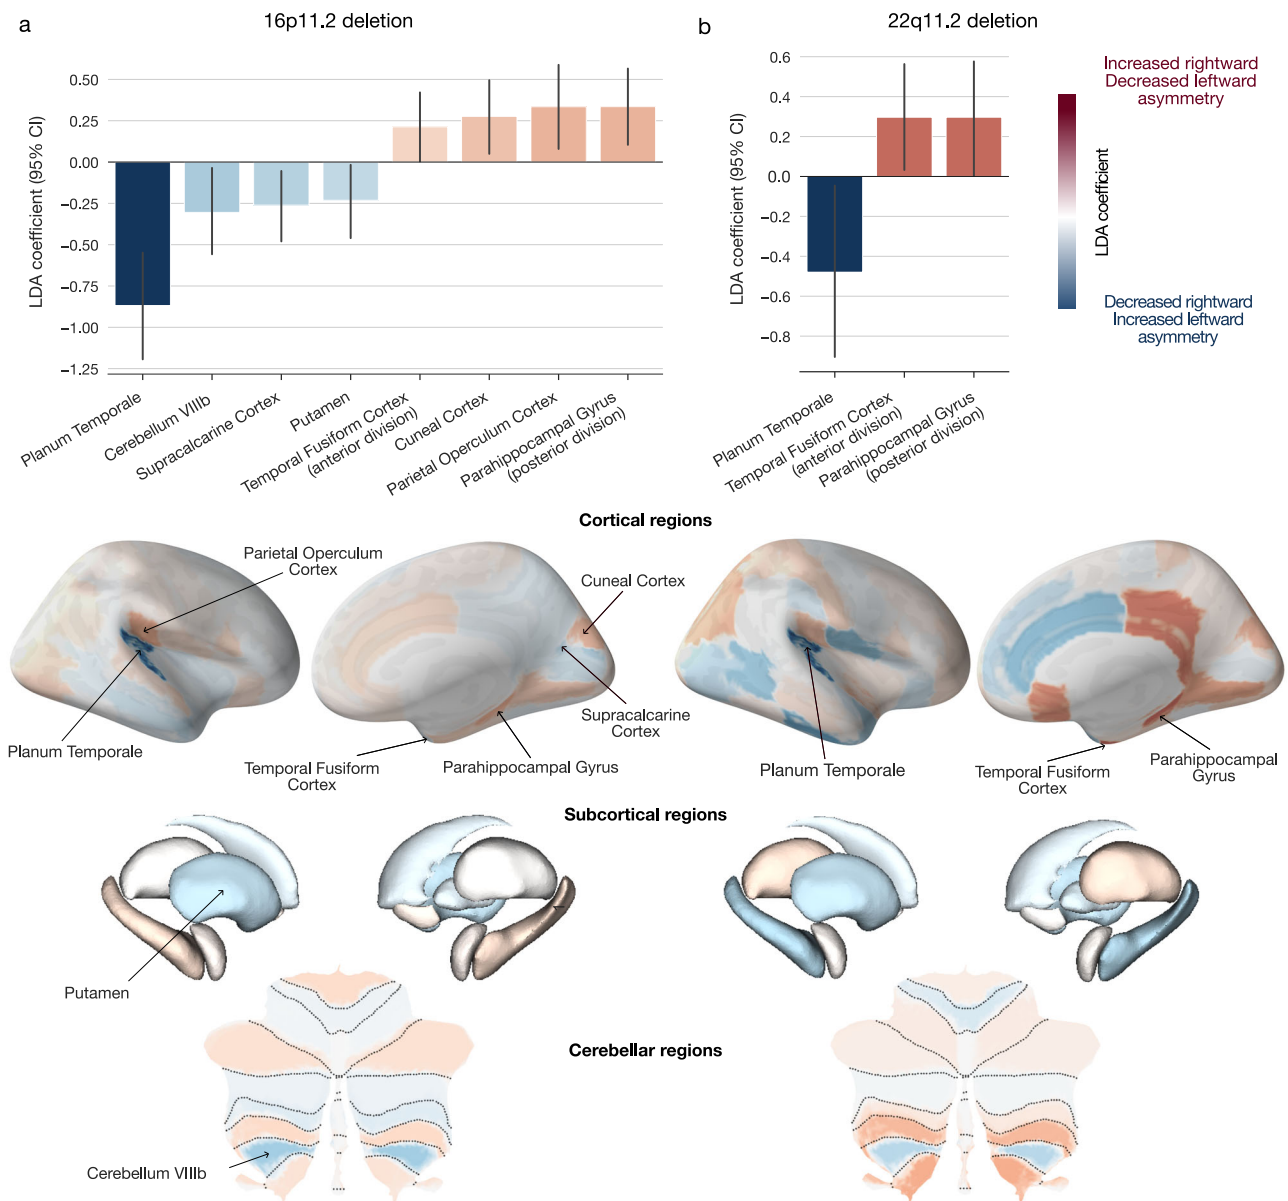 a
16p11.2 deletion
LDA coefficient (95% CI)
0.50
0.25
0.00
−0.25
−0.50
−0.75
−1.00
−1.25
Planum Temporale
Cerebellum VIIIb
Supracalcarine Cortex
Putamen
Temporal Fusiform Cortex
(anterior division)
Cuneal Cortex
Parietal Operculum Cortex
Parahippocampal Gyrus
(posterior division)
b
22q11.2 deletion
LDA coefficient (95% CI)
0.6
0.4
0.2
0.0
−0.2
−0.4
−0.6
−0.8
Planum Temporale
Temporal Fusiform Cortex
(anterior division)
Parahippocampal Gyrus
(posterior division)
Increased rightward
Decreased leftward
asymmetry
LDA coefficient
Decreased rightward
Increased leftward
asymmetry
Cortical regions
Parietal Operculum
Cortex
Cuneal Cortex
Planum Temporale
Temporal Fusiform
Cortex
Parahippocampal Gyrus
Supracalcarine
Cortex
Planum Temporale
Temporal Fusiform
Cortex
Parahippocampal
Gyrus
Subcortical regions
Putamen
Cerebellar regions
Cerebellum VIIIb